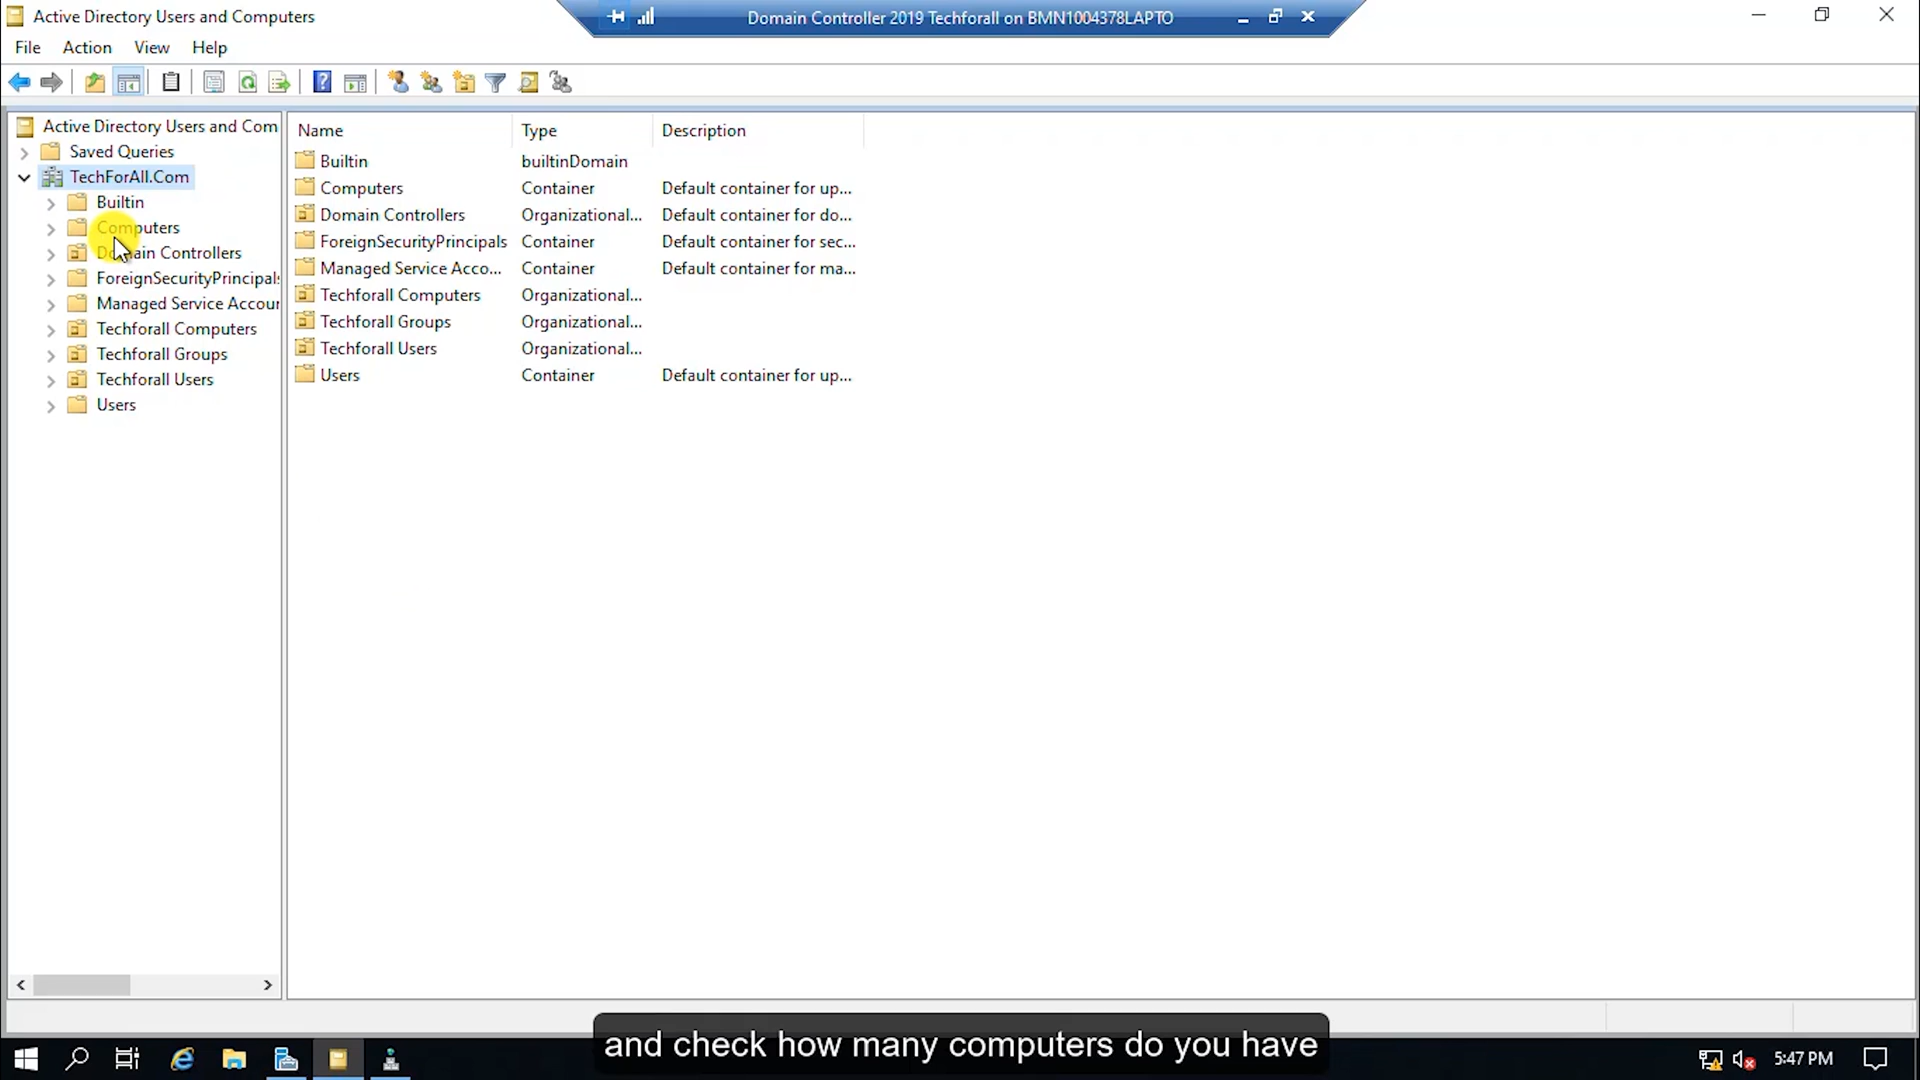 Active Directory Users and Computers
Domain Controller 2019 Techforall on BMN1004378LAPTO
File Action View Help
Active Directory Users and Com
Saved Queries
TechForAll.Com
Builtin
Computers
Domain Controllers
ForeignSecurityPrincipals
Managed Service Accour
Techforall Computers
Techforall Groups
Techforall Users
Users
Name Type Description
Builtin builtinDomain
Computers Container Default container for up...
Domain Controllers Organizational... Default container for do...
ForeignSecurityPrincipals Container Default container for sec...
Managed Service Acco... Container Default container for ma...
Techforall Computers Organizational...
Techforall Groups Organizational...
Techforall Users Organizational...
Users Container Default container for up...
and check how many computers do you have
5:47 PM